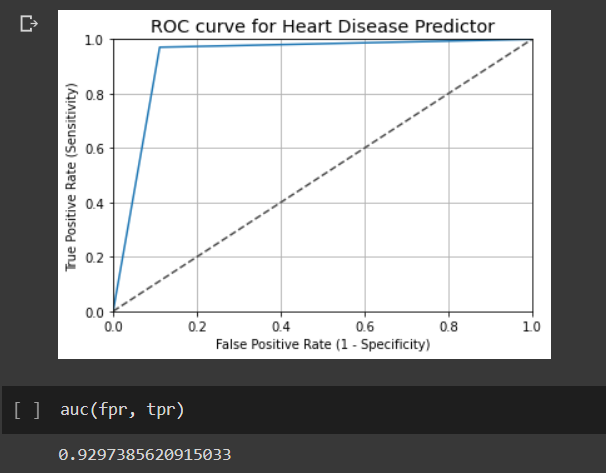 ROC curve for Heart Disease Predictor
1.0
0.8
0.6
0.4
0.2
0.0
True Positive Rate (Sensitivity)
0.0 0.2 0.4 0.6 0.8 1.0
False Positive Rate (1 - Specificity)
[ ] auc(fpr, tpr)
0.9297385620915033